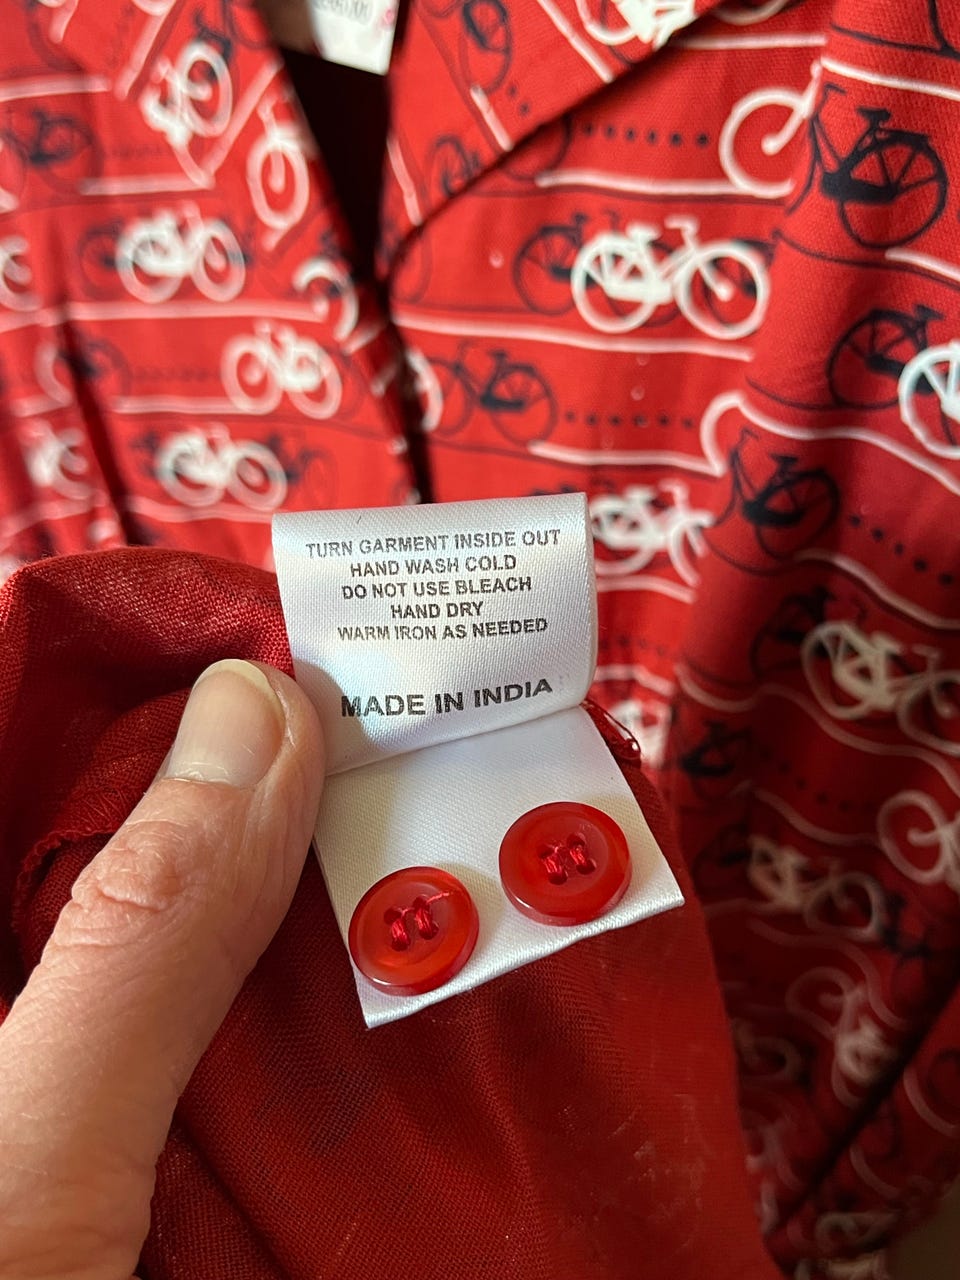 TURN GARMENT INSIDE OUT
HAND WASH COLD
DO NOT USE BLEACH
HAND DRY
WARM IRON AS NEEDED
MADE IN INDIA